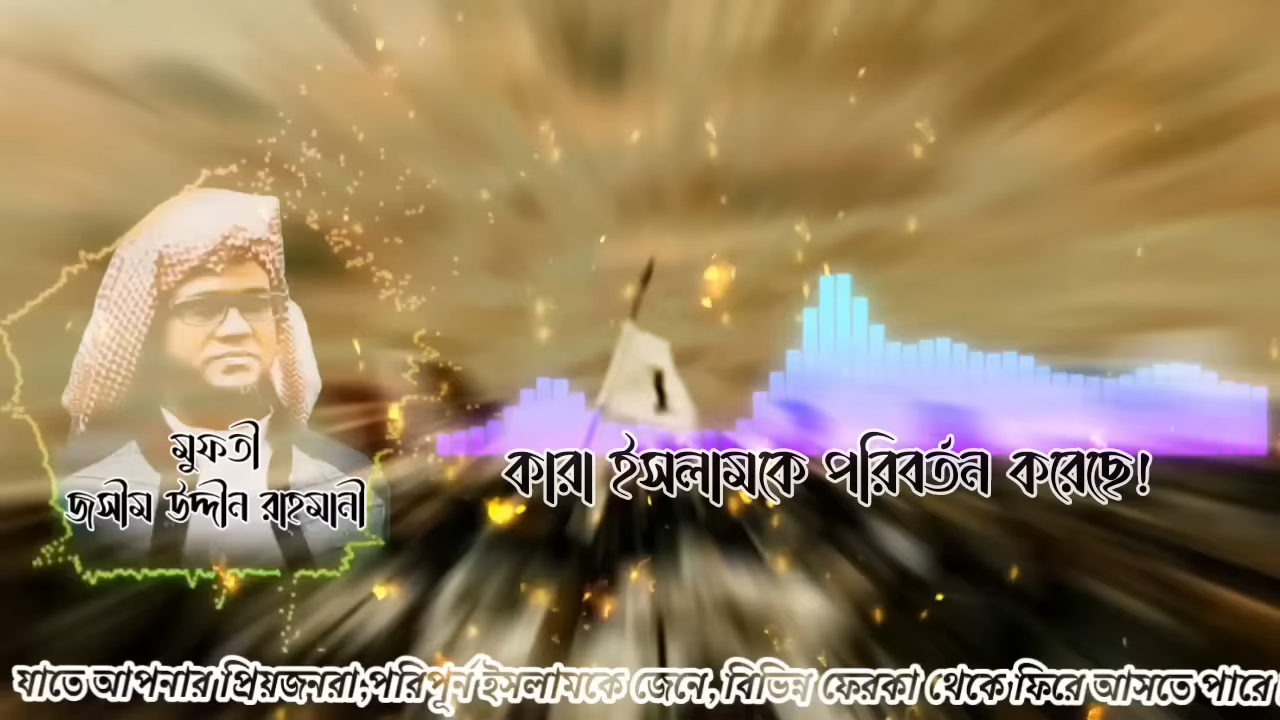 মুফতী
জসীম উদ্দীন রাহমানী
কারা ইসলামকে পরিবর্তন করেছে!
যাতে আপনার প্রিয়জনরা,পরিপূর্ন ইসলামকে জেনে, বিভিন্ন ফেরকা থেকে ফিরে আসতে পারে